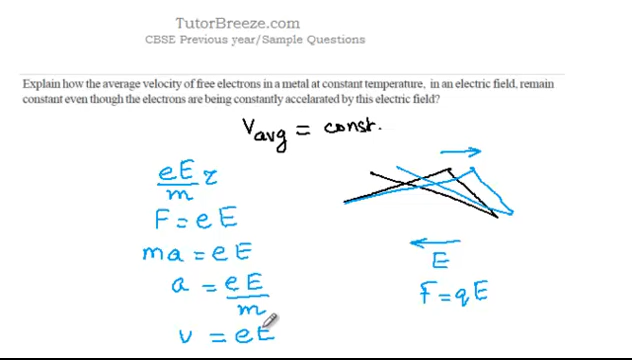 TutorBreeze.com
CBSE Previous year/Sample Questions
Explain how the average velocity of free electrons in a metal at constant temperature, in an electric field, remain
constant even though the electrons are being constantly accelarated by this electric field?
Vavg = const.
eE/m τ
F = eE
ma = eE
a = eE/m
v = eE
E
F = qE